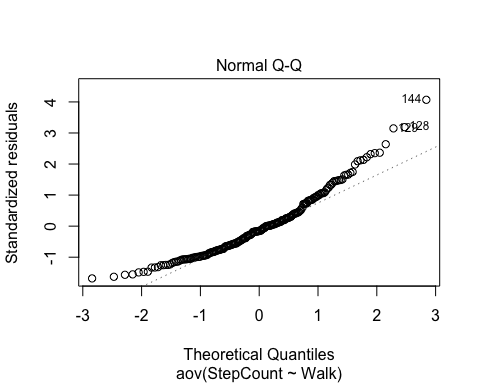 Normal Q-Q
Standardized residuals
4
3
2
1
0
-1
144
129 128
-3 -2 -1 0 1 2 3
Theoretical Quantiles
aov(StepCount ~ Walk)